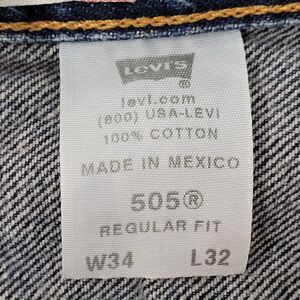 LEVI'S
®
levi.com
(800) USA-LEVI
100% COTTON
MADE IN MEXICO
505®
REGULAR FIT
W34 L32